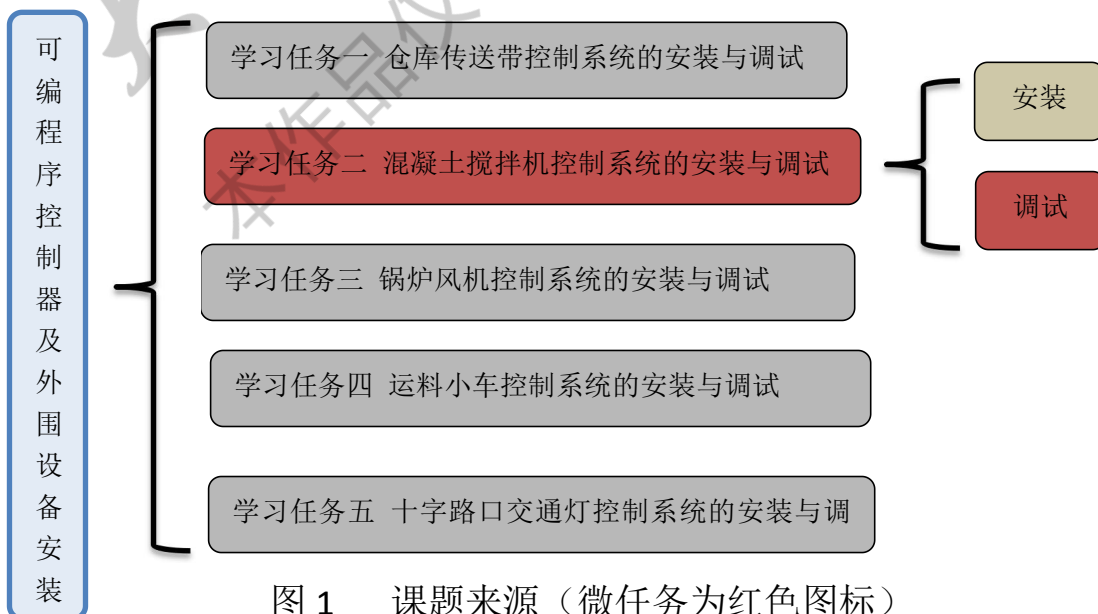 可编程序控制器及外围设备安装
学习任务一 仓库传送带控制系统的安装与调试
学习任务二 混凝土搅拌机控制系统的安装与调试
学习任务三 锅炉风机控制系统的安装与调试
学习任务四 运料小车控制系统的安装与调试
学习任务五 十字路口交通灯控制系统的安装与调
安装
调试
本作品仅
图 1 课题来源（微任务为红色图标）